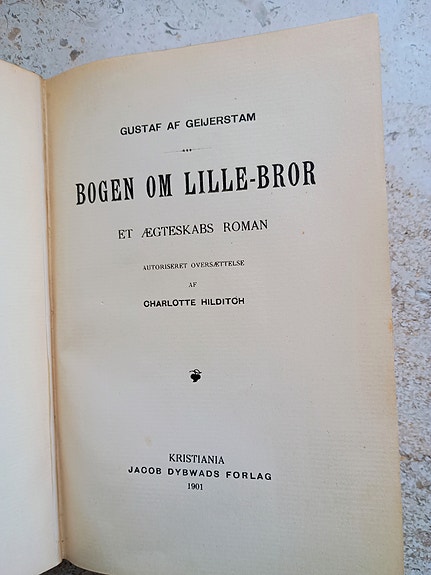 GUSTAF AF GEIJERSTAM
BOGEN OM LILLE-BROR
ET ÆGTESKABS ROMAN
AUTORISERET OVERSÆTTELSE
AF
CHARLOTTE HILDITCH
KRISTIANIA
JACOB DYBWADS FORLAG
1901